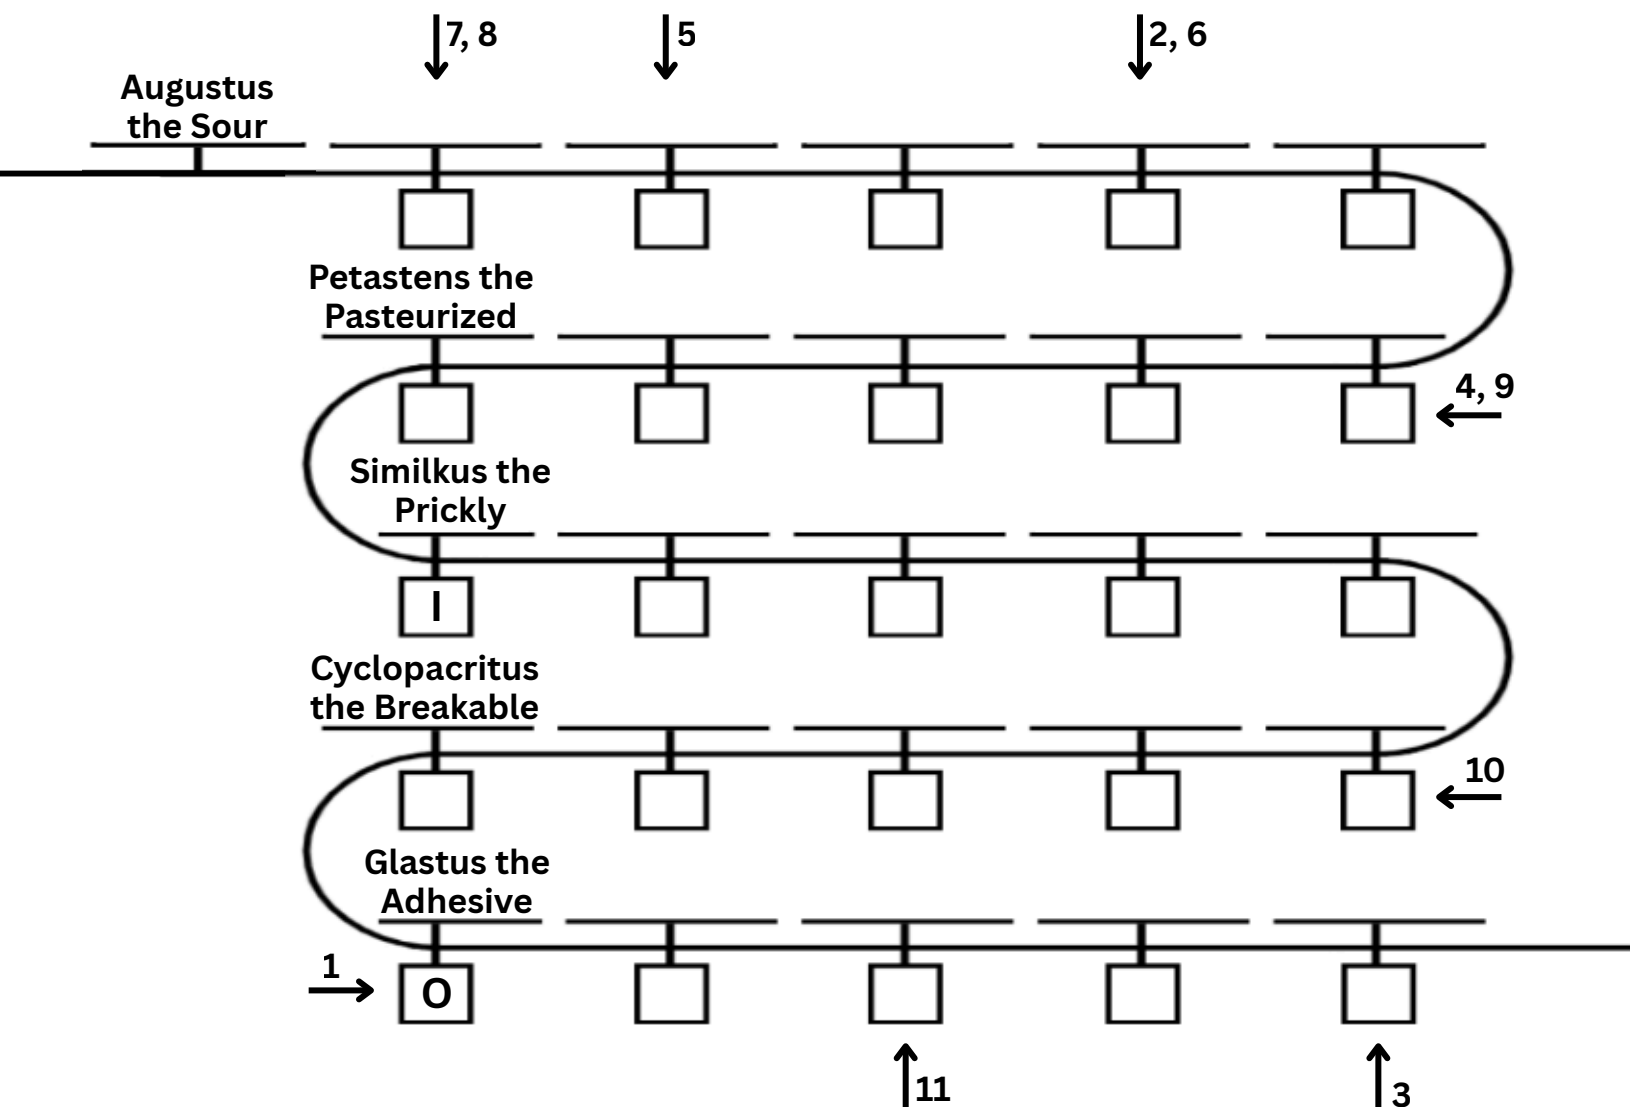 7, 8
5
2, 6
Augustus
the Sour
Petastens the
Pasteurized
4, 9
Similkus the
Prickly
I
Cyclopacritus
the Breakable
10
Glastus the
Adhesive
1
O
11
3